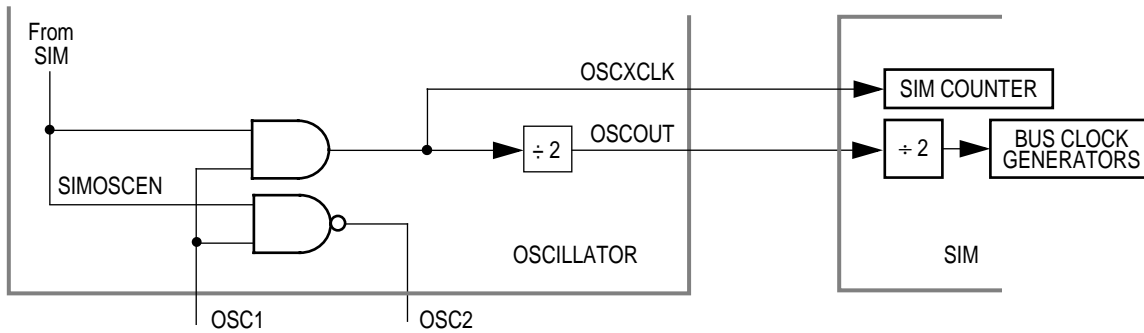 From
SIM
OSCXCLK
SIM COUNTER
÷ 2
OSCOUT
÷ 2
BUS CLOCK
GENERATORS
SIMOSCEN
OSCILLATOR
SIM
OSC1
OSC2